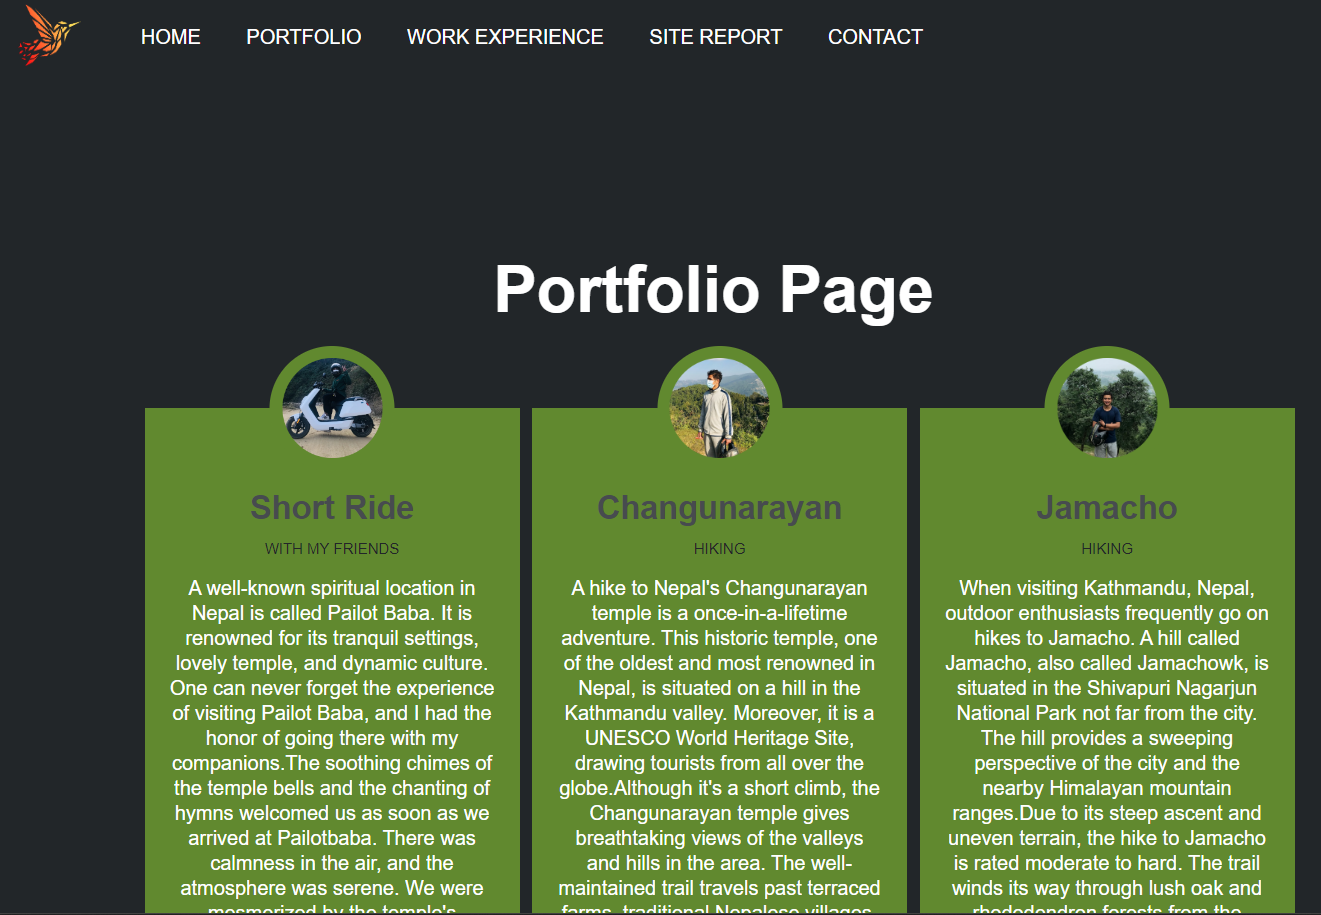 HOME PORTFOLIO WORK EXPERIENCE SITE REPORT CONTACT
Portfolio Page
Short Ride
WITH MY FRIENDS
A well-known spiritual location in
Nepal is called Pailot Baba. It is
renowned for its tranquil settings,
lovely temple, and dynamic culture.
One can never forget the experience
of visiting Pailot Baba, and I had the
honor of going there with my
companions.The soothing chimes of
the temple bells and the chanting of
hymns welcomed us as soon as we
arrived at Pailotbaba. There was
calmness in the air, and the
atmosphere was serene. We were
mesmerized by the temple's
Changunarayan
HIKING
A hike to Nepal's Changunarayan
temple is a once-in-a-lifetime
adventure. This historic temple, one
of the oldest and most renowned in
Nepal, is situated on a hill in the
Kathmandu valley. Moreover, it is a
UNESCO World Heritage Site,
drawing tourists from all over the
globe.Although it's a short climb, the
Changunarayan temple gives
breathtaking views of the valleys
and hills in the area. The well-
maintained trail travels past terraced
farms, traditional Nepalese villages,
Jamacho
HIKING
When visiting Kathmandu, Nepal,
outdoor enthusiasts frequently go on
hikes to Jamacho. A hill called
Jamacho, also called Jamachowk, is
situated in the Shivapuri Nagarjun
National Park not far from the city.
The hill provides a sweeping
perspective of the city and the
nearby Himalayan mountain
ranges.Due to its steep ascent and
uneven terrain, the hike to Jamacho
is rated moderate to hard. The trail
winds its way through lush oak and
rhododendron forests from the